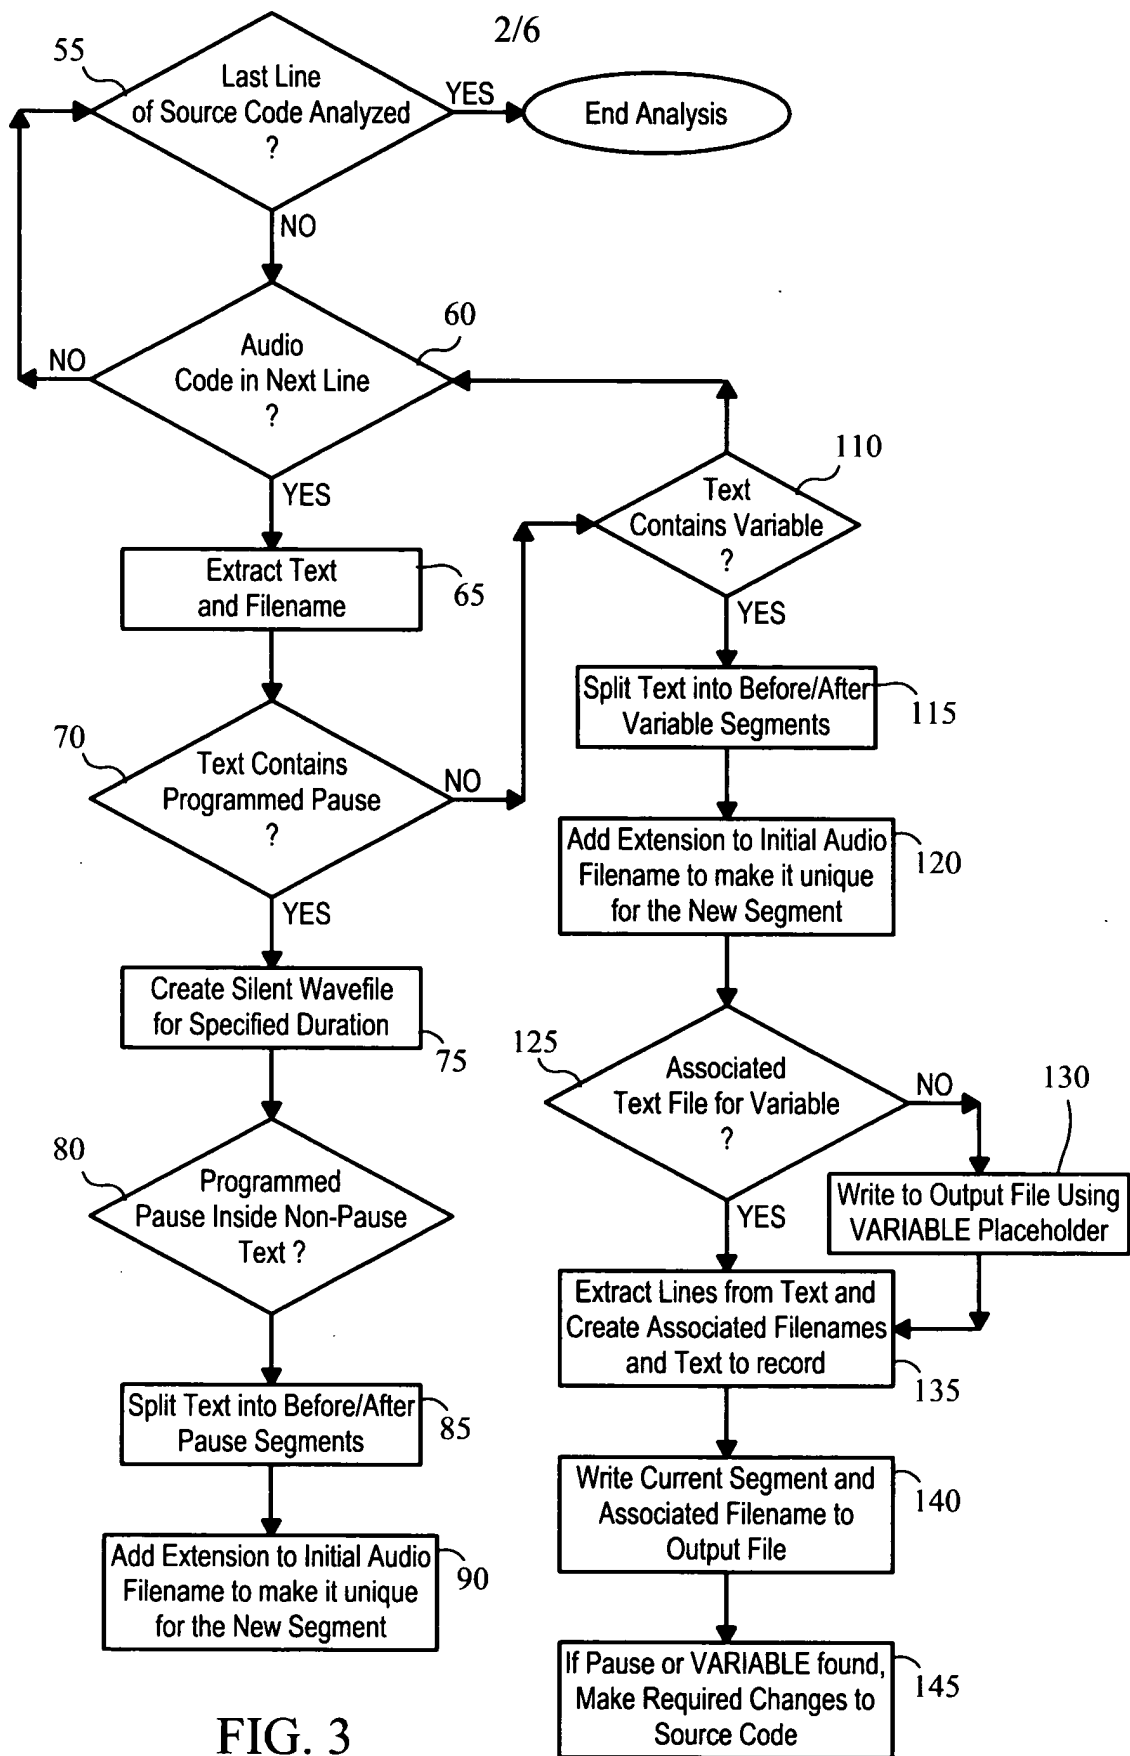 2/6
55
Last Line
of Source Code Analyzed
?
YES
End Analysis
NO
60
Audio
Code in Next Line
?
NO
YES
Extract Text
and Filename
65
70
Text Contains
Programmed Pause
?
NO
YES
Create Silent Wavefile
for Specified Duration
75
80
Programmed
Pause Inside Non-Pause
Text ?
Split Text into Before/After
Pause Segments
85
Add Extension to Initial Audio
Filename to make it unique
for the New Segment
90
110
Text
Contains Variable
?
YES
Split Text into Before/After
Variable Segments
115
Add Extension to Initial Audio
Filename to make it unique
for the New Segment
120
125
Associated
Text File for Variable
?
NO
130
Write to Output File Using
VARIABLE Placeholder
YES
Extract Lines from Text and
Create Associated Filenames
and Text to record
135
Write Current Segment and
Associated Filename to
Output File
140
If Pause or VARIABLE found,
Make Required Changes to
Source Code
145
FIG. 3